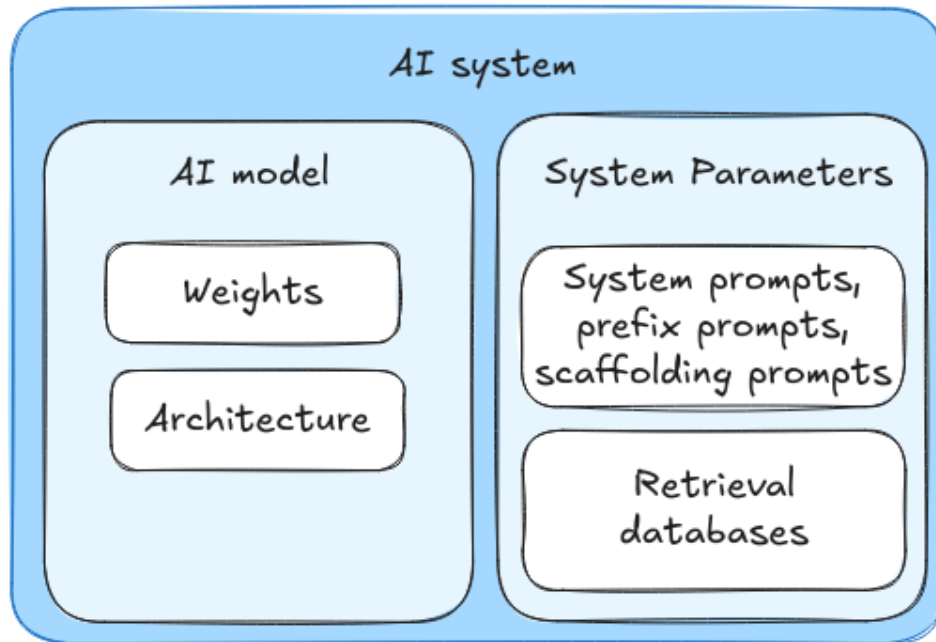 AI system
AI model
Weights
Architecture
System Parameters
System prompts,
prefix prompts,
scaffolding prompts
Retrieval
databases